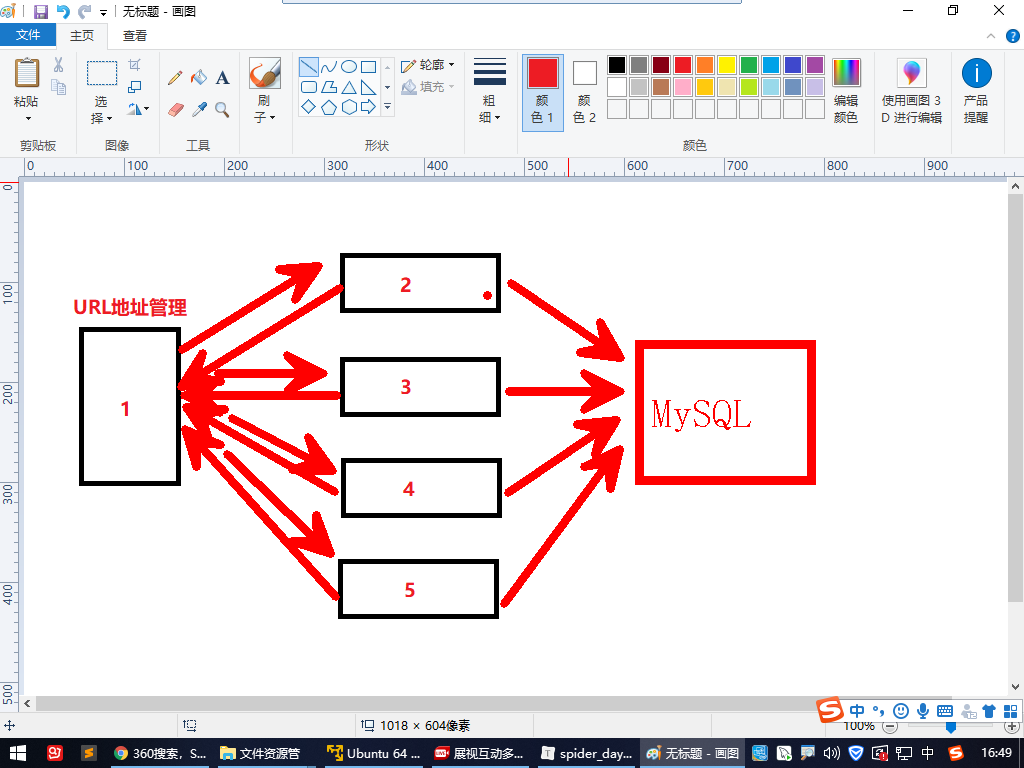 无标题 - 画图
文件 主页 查看
粘贴
选择
刷子
轮廓
填充
粗细
颜色 1
颜色 2
编辑颜色
使用画图 3D 进行编辑
产品提醒
剪贴板 图像 工具 形状 颜色
0 100 200 300 400 500 600 700 800 900
0
100
200
300
400
500
URL地址管理
1
2
3
4
5
MySQL
中
1018 × 604像素
100%
360搜索，S...
文件资源管
Ubuntu 64 ...
展视互动多...
spider_day...
无标题 - 画图
中
16:49